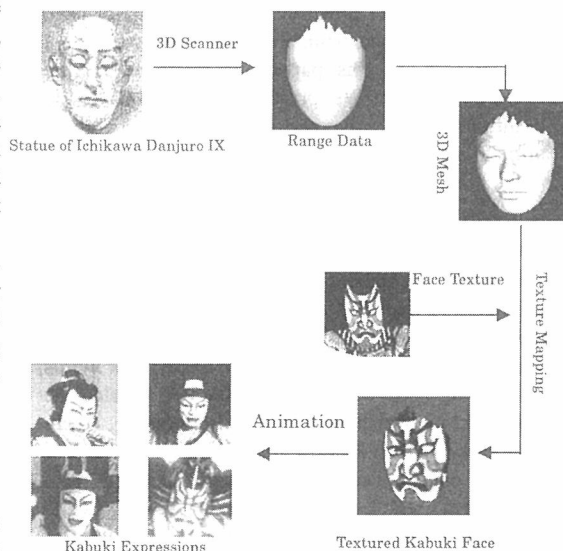 3D Scanner
Statue of Ichikawa Danjuro IX
Range Data
3D Mesh
Face Texture
Texture Mapping
Animation
Kabuki Expressions
Textured Kabuki Face